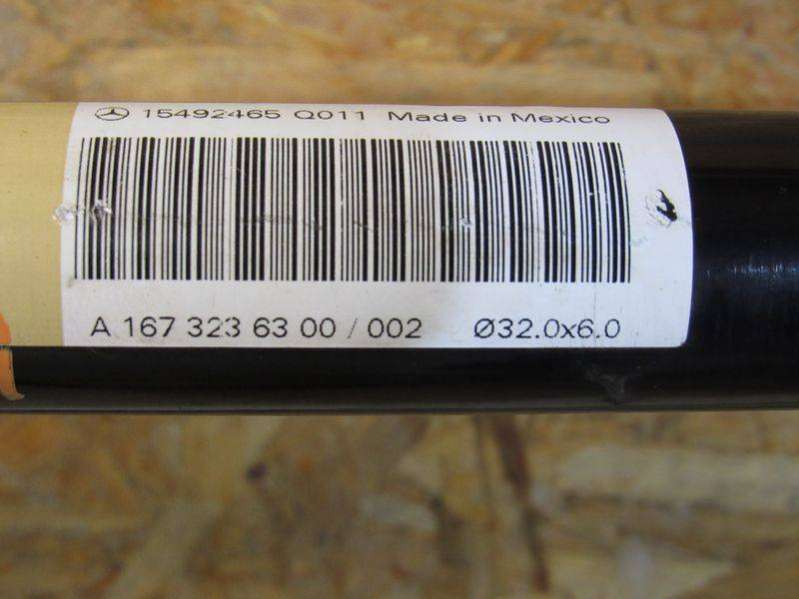 15492465 Q011 Made in Mexico
A 167 323 63 00 / 002 Ø32.0x6.0